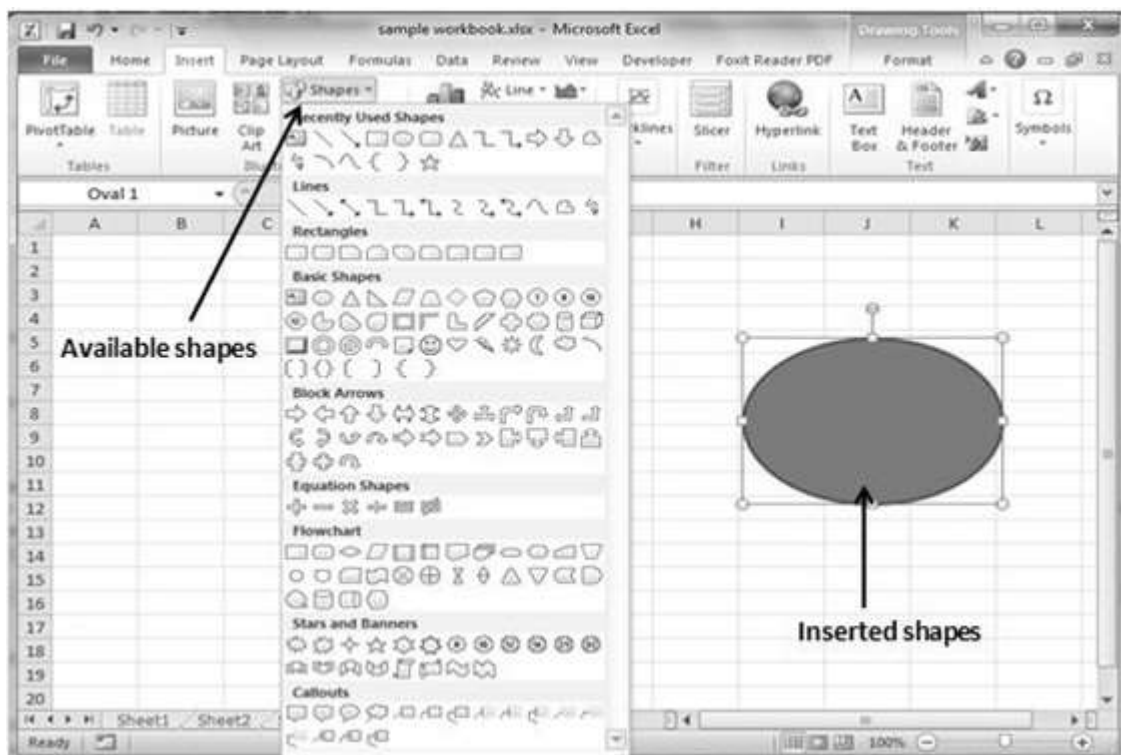 sample workbook.xlsx - Microsoft Excel
Drawing Tools
File Home Insert Page Layout Formulas Data Review View Developer Foxit Reader PDF Format
Shapes
Line
PivotTable Table Picture Clip Art
klines Slicer Hyperlink Text Box Header & Footer Symbols
Tables
Filter Links Text
Oval 1
A B C H I J K L
ecently Used Shapes
Lines
Rectangles
Basic Shapes
Block Arrows
Equation Shapes
Flowchart
Stars and Banners
Callouts
1
2
3
4
5
6
7
8
9
10
11
12
13
14
15
16
17
18
19
20
Available shapes
Inserted shapes
Sheet1 Sheet2
Ready 100%